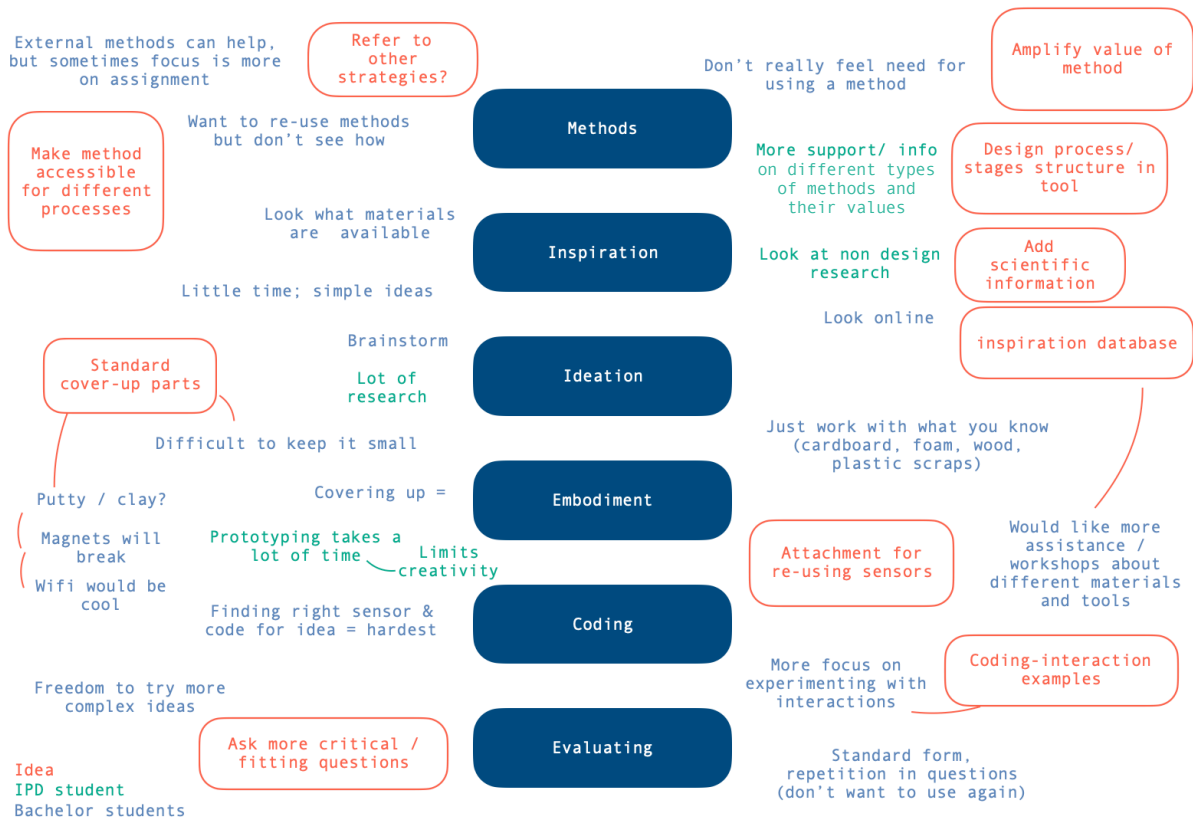 External methods can help,
but sometimes focus is more
on assignment
Refer to
other
strategies?
Don't really feel need for
using a method
Amplify value of
method
Want to re-use methods
but don't see how
Methods
Make method
accessible
for different
processes
More support/ info
on different types
of methods and
their values
Design process/
stages structure in
tool
Look what materials
are available
Inspiration
Look at non design
research
Add
scientific
information
Little time; simple ideas
Look online
inspiration database
Brainstorm
Lot of
research
Ideation
Standard
cover-up parts
Difficult to keep it small
Just work with what you know
(cardboard, foam, wood,
plastic scraps)
Putty / clay?
Covering up =
Embodiment
Magnets will
break
Wifi would be
cool
Prototyping takes a
lot of time
Limits
creativity
Attachment for
re-using sensors
Would like more
assistance /
workshops about
different materials
and tools
Finding right sensor &
code for idea = hardest
Coding
More focus on
experimenting with
interactions
Coding-interaction
examples
Freedom to try more
complex ideas
Ask more critical /
fitting questions
Evaluating
Standard form,
repetition in questions
(don't want to use again)
Idea
IPD student
Bachelor students